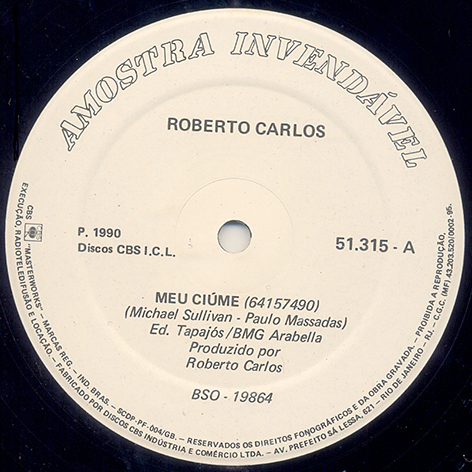 AMOSTRA INVENDÁVEL
ROBERTO CARLOS
P. 1990
Discos CBS I.C.L.
51.315 - A
MEU CIÚME (64157490)
(Michael Sullivan - Paulo Massadas)
Ed. Tapajós/BMG Arabella
Produzido por
Roberto Carlos
BSO - 19864
CBS "MASTERWORKS" - MARCAS REG. - IND. BRAS. - SCDP-PF-004/GB. - RESERVADOS OS DIREITOS FONOGRÁFICOS E DA OBRA GRAVADA. - PROIBIDA A REPRODUÇÃO,
EXECUÇÃO, RADIOTELEDIFUSÃO E LOCAÇÃO. - FABRICADO POR DISCOS CBS INDÚSTRIA E COMÉRCIO LTDA. - AV. PREFEITO SÁ LESSA, 621 - RIO DE JANEIRO - RJ. - C.G.C. (MF) 43.203.520/0002-95.